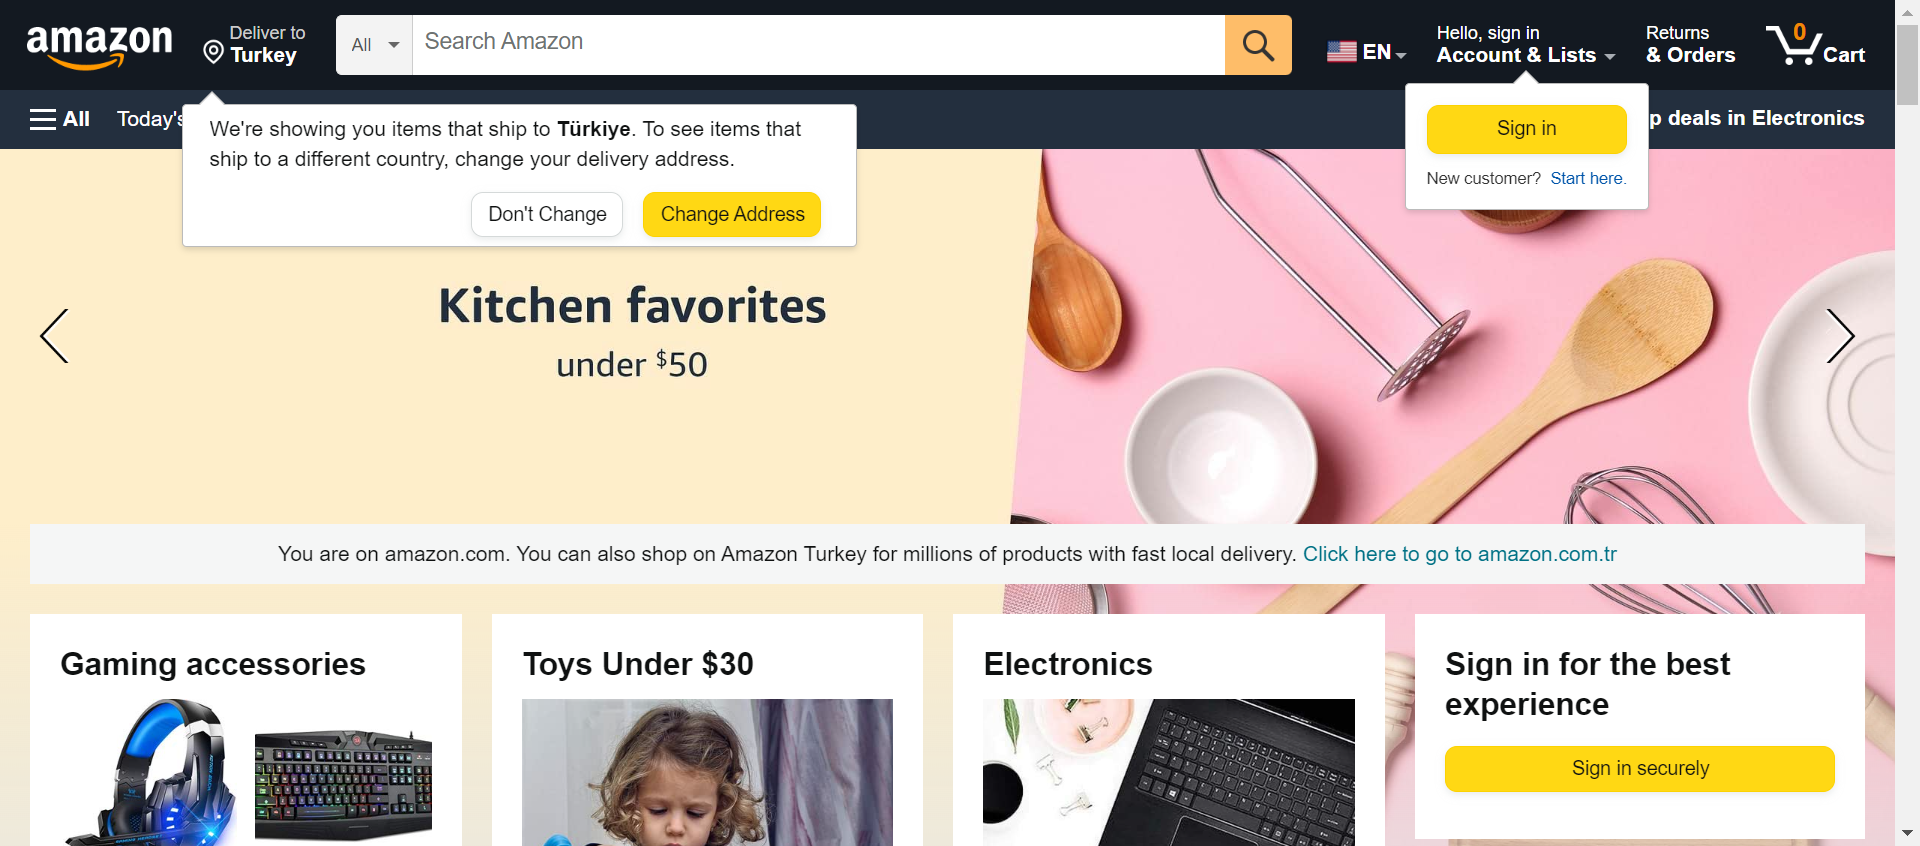 amazon
Deliver to
Turkey
All
Search Amazon
EN
Hello, sign in
Account & Lists
Returns
& Orders
0
Cart
All
Today's
p deals in Electronics
We're showing you items that ship to Türkiye. To see items that
ship to a different country, change your delivery address.
Don't Change
Change Address
Sign in
New customer? Start here.
Kitchen favorites
under $50
You are on amazon.com. You can also shop on Amazon Turkey for millions of products with fast local delivery. Click here to go to amazon.com.tr
Gaming accessories
Toys Under $30
Electronics
Sign in for the best
experience
Sign in securely